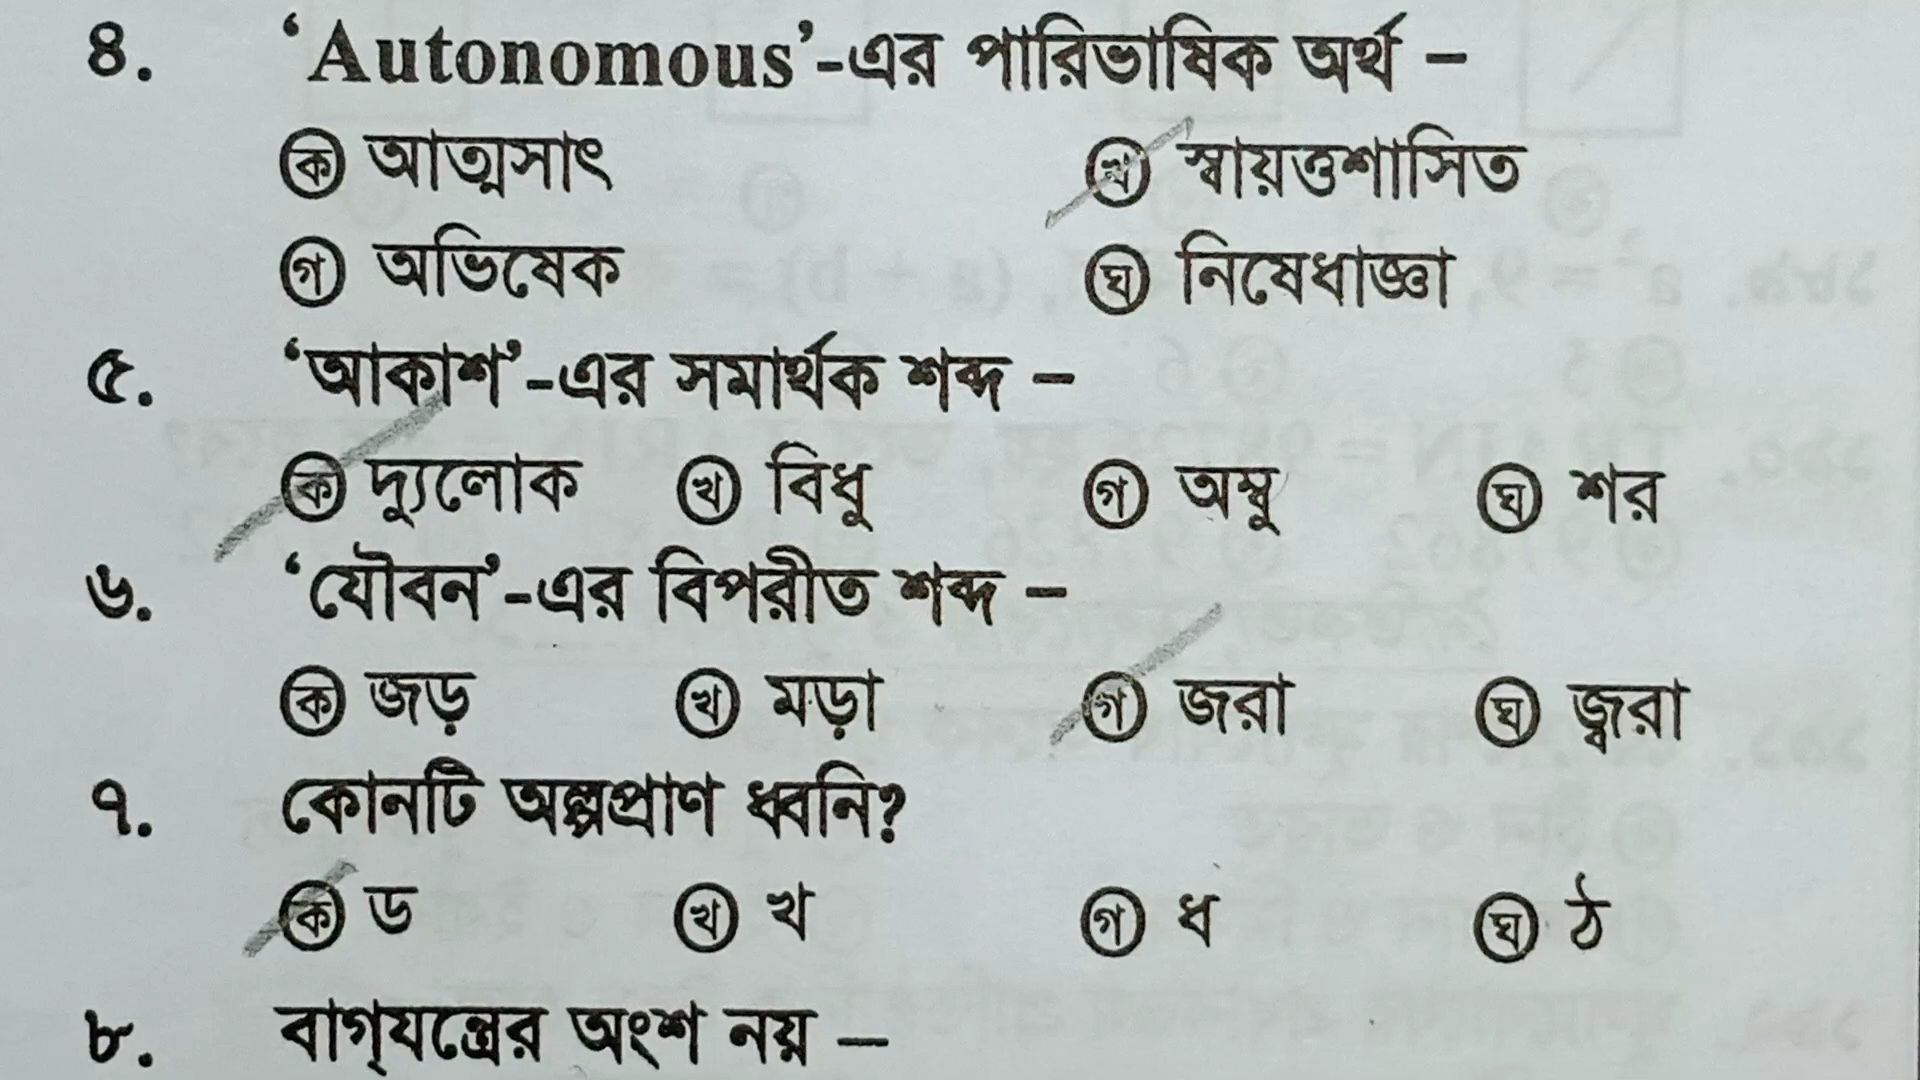 ৪. ‘Autonomous’-এর পারিভাষিক অর্থ –
ক আত্মসাৎ খ স্বায়ত্তশাসিত
গ অভিষেক ঘ নিষেধাজ্ঞা
৫. ‘আকাশ’-এর সমার্থক শব্দ –
ক দ্যুলোক খ বিধু গ অম্বু ঘ শর
৬. ‘যৌবন’-এর বিপরীত শব্দ –
ক জড় খ মড়া গ জরা ঘ জ্বরা
৭. কোনটি অল্পপ্রাণ ধ্বনি?
ক ড খ খ গ ধ ঘ ঠ
৮. বাগ্‌যন্ত্রের অংশ নয় –